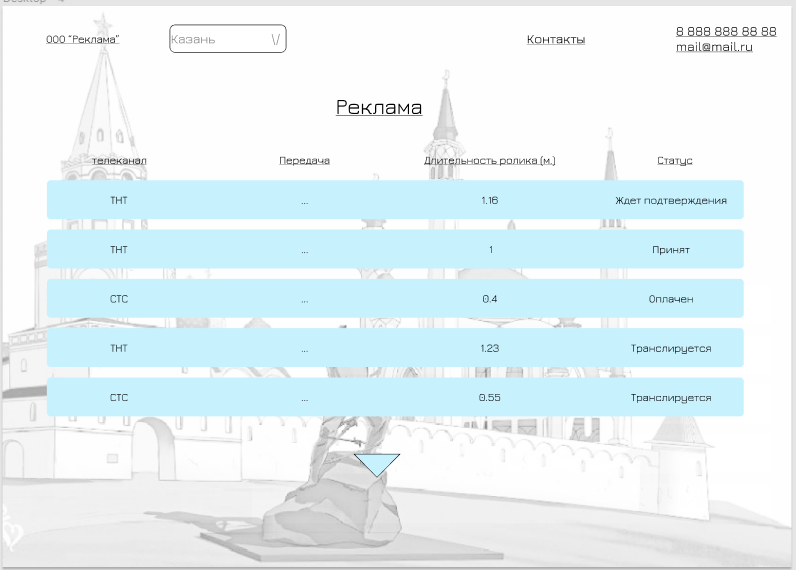 ООО "Реклама"
Казань \/
Контакты
8 888 888 88 88
mail@mail.ru
Реклама
телеканал Передача Длительность ролика (м.) Статус
ТНТ ... 1.16 Ждет подтверждения
ТНТ ... 1 Принят
СТС ... 0.4 Оплачен
ТНТ ... 1.23 Транслируется
СТС ... 0.55 Транслируется